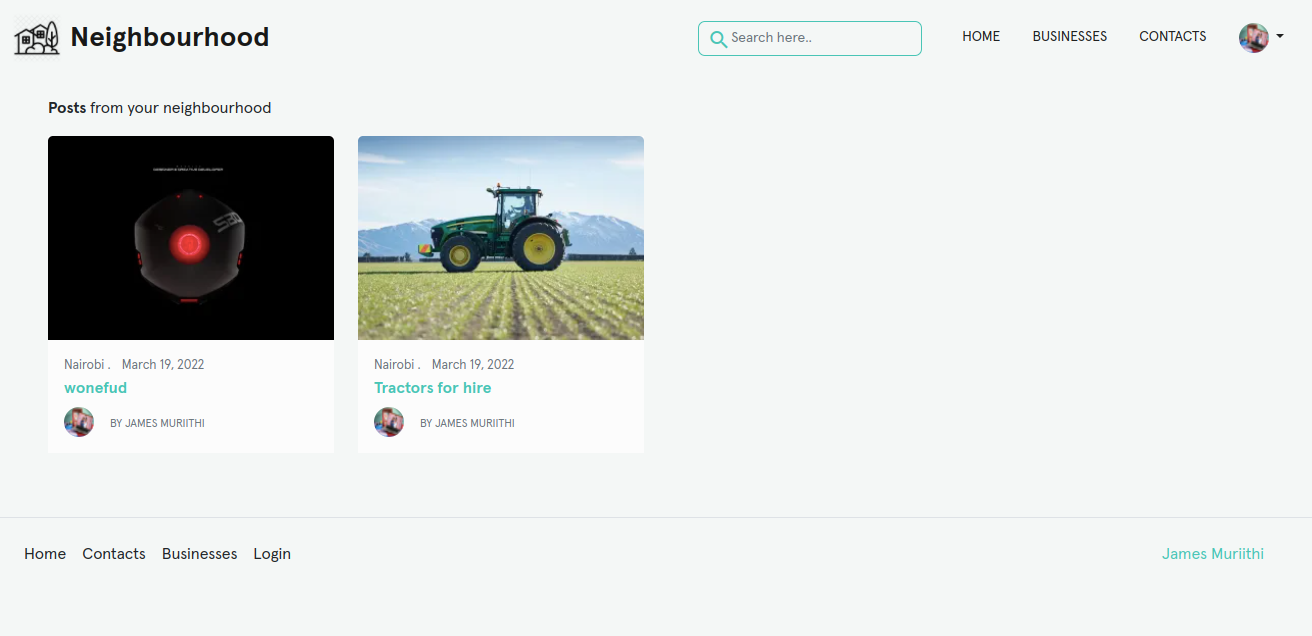 Neighbourhood
Search here..
HOME
BUSINESSES
CONTACTS
Posts from your neighbourhood
Nairobi . March 19, 2022
wonefud
BY JAMES MURIITHI
Nairobi . March 19, 2022
Tractors for hire
BY JAMES MURIITHI
Home Contacts Businesses Login
James Muriithi